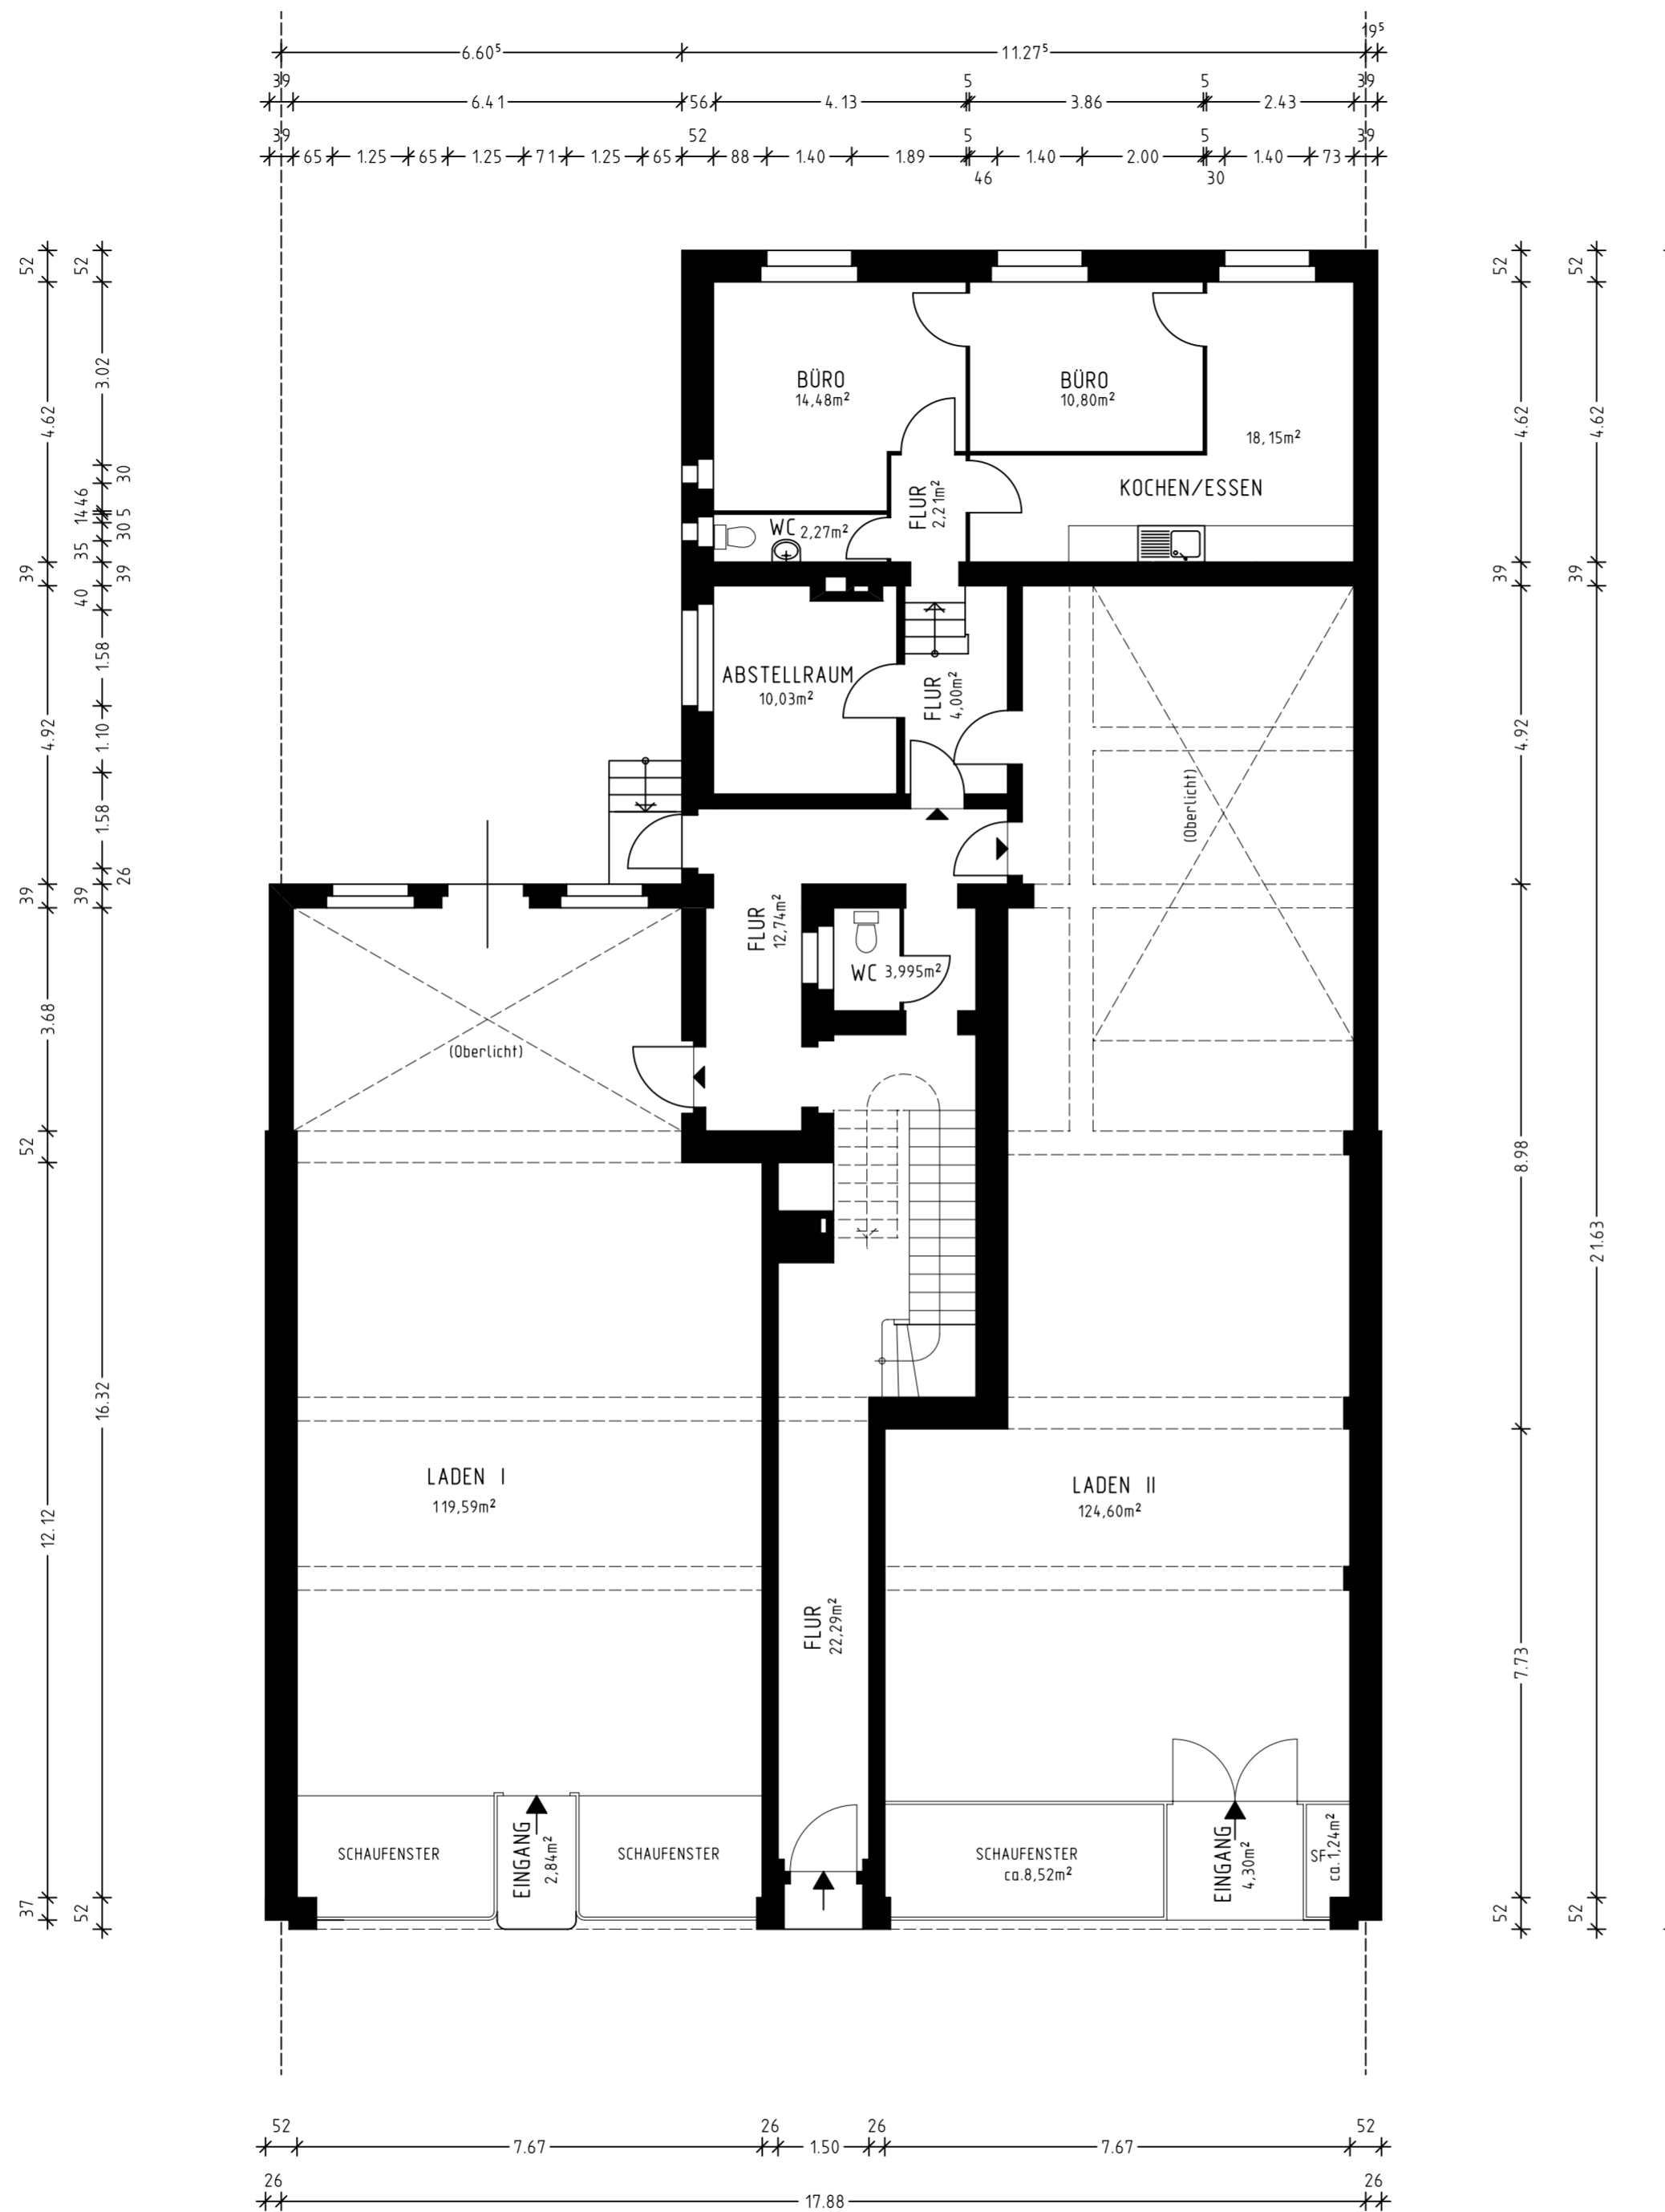 19⁵
6.60⁵ 11.27⁵
39 5 5 39
6.41 56 4.13 3.86 2.43
39 52 5 5 39
65 1.25 65 1.25 71 1.25 65 88 1.40 1.89 1.40 2.00 1.40 73
46 30
52 52 52 52
3.02
4.62 4.62 4.62
30
46
14
5
30
35
39 39 39 39
40
1.58
4.92 4.92
1.10
1.58
26
39 39
3.68
52
8.98
21.63
16.32
12.12
7.73
37 52 52 52
BÜRO
14,48m²
BÜRO
10,80m²
18,15m²
KOCHEN/ESSEN
FLUR
2,21m²
WC 2,27m²
ABSTELLRAUM
10,03m²
FLUR
4,00m²
(Oberlicht)
FLUR
12,74m²
WC 3,995m²
(Oberlicht)
LADEN I
119,59m²
LADEN II
124,60m²
FLUR
22,29m²
SCHAUFENSTER
EINGANG
2,84m²
SCHAUFENSTER
SCHAUFENSTER
ca.8,52m²
EINGANG
4,30m²
SF
ca. 1,24m²
52 26 26 52
7.67 1.50 7.67
26 26
17.88